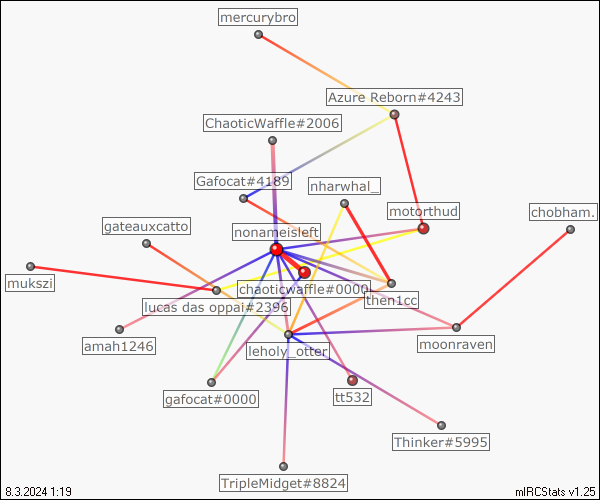 mercurybro
Azure Reborn#4243
ChaoticWaffle#2006
Gafocat#4189
nharwhal_
motorthud
chobham.
gateauxcatto
nonameisleft
mukszi
chaoticwaffle#0000
then1cc
lucas das oppai#2396
amah1246
leholy_otter
moonraven
gafocat#0000
tt532
Thinker#5995
TripleMidget#8824
8.3.2024 1:19
mIRCStats v1.25